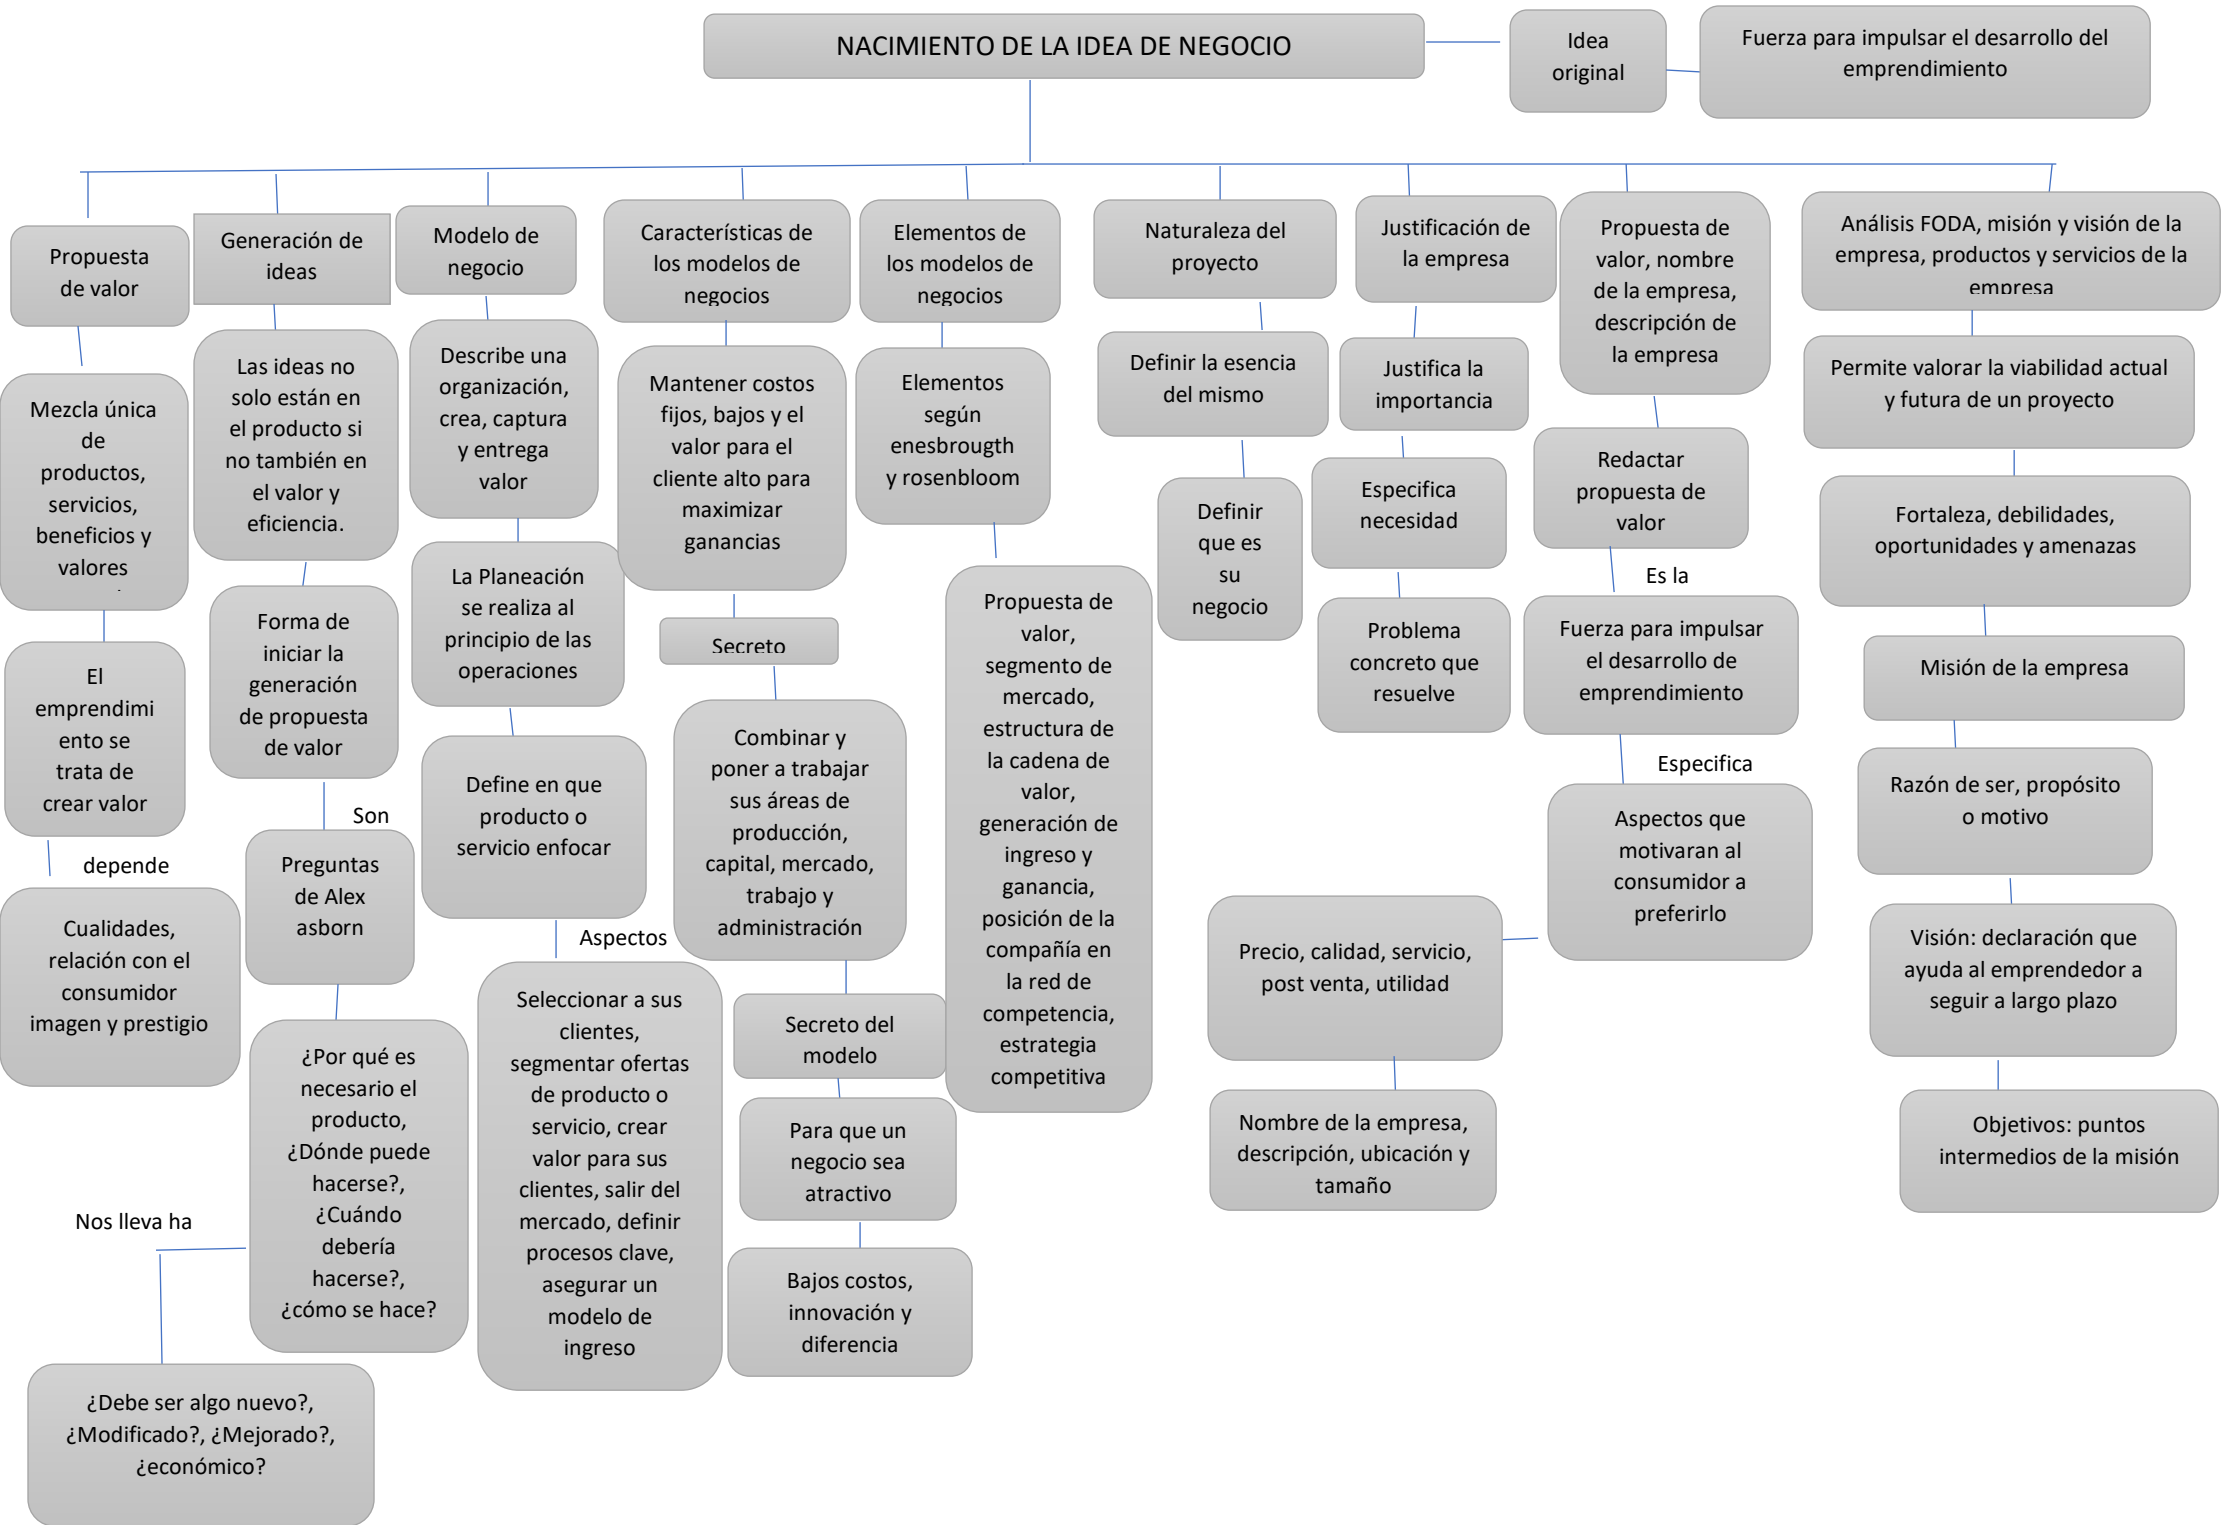 NACIMIENTO DE LA IDEA DE NEGOCIO
Idea
original
Fuerza para impulsar el desarrollo del
emprendimiento
Propuesta
de valor
Mezcla única
de
productos,
servicios,
beneficios y
valores
El
emprendimi
ento se
trata de
crear valor
depende
Cualidades,
relación con el
consumidor
imagen y prestigio
Generación de
ideas
Las ideas no
solo están en
el producto si
no también en
el valor y
eficiencia.
Forma de
iniciar la
generación
de propuesta
de valor
Son
Preguntas
de Alex
asborn
¿Por qué es
necesario el
producto,
¿Dónde puede
hacerse?,
¿Cuándo
debería
hacerse?,
¿cómo se hace?
Nos lleva ha
¿Debe ser algo nuevo?,
¿Modificado?, ¿Mejorado?,
¿económico?
Modelo de
negocio
Describe una
organización,
crea, captura
y entrega
valor
La Planeación
se realiza al
principio de las
operaciones
Define en que
producto o
servicio enfocar
Aspectos
Seleccionar a sus
clientes,
segmentar ofertas
de producto o
servicio, crear
valor para sus
clientes, salir del
mercado, definir
procesos clave,
asegurar un
modelo de
ingreso
Características de
los modelos de
negocios
Mantener costos
fijos, bajos y el
valor para el
cliente alto para
maximizar
ganancias
Secreto
Combinar y
poner a trabajar
sus áreas de
producción,
capital, mercado,
trabajo y
administración
Secreto del
modelo
Para que un
negocio sea
atractivo
Bajos costos,
innovación y
diferencia
Elementos de
los modelos de
negocios
Elementos
según
enesbrougth
y rosenbloom
Propuesta de
valor,
segmento de
mercado,
estructura de
la cadena de
valor,
generación de
ingreso y
ganancia,
posición de la
compañía en
la red de
competencia,
estrategia
competitiva
Naturaleza del
proyecto
Definir la esencia
del mismo
Definir
que es
su
negocio
Justificación de
la empresa
Justifica la
importancia
Especifica
necesidad
Problema
concreto que
resuelve
Propuesta de
valor, nombre
de la empresa,
descripción de
la empresa
Redactar
propuesta de
valor
Es la
Fuerza para impulsar
el desarrollo de
emprendimiento
Especifica
Aspectos que
motivaran al
consumidor a
preferirlo
Precio, calidad, servicio,
post venta, utilidad
Nombre de la empresa,
descripción, ubicación y
tamaño
Análisis FODA, misión y visión de la
empresa, productos y servicios de la
empresa
Permite valorar la viabilidad actual
y futura de un proyecto
Fortaleza, debilidades,
oportunidades y amenazas
Misión de la empresa
Razón de ser, propósito
o motivo
Visión: declaración que
ayuda al emprendedor a
seguir a largo plazo
Objetivos: puntos
intermedios de la misión